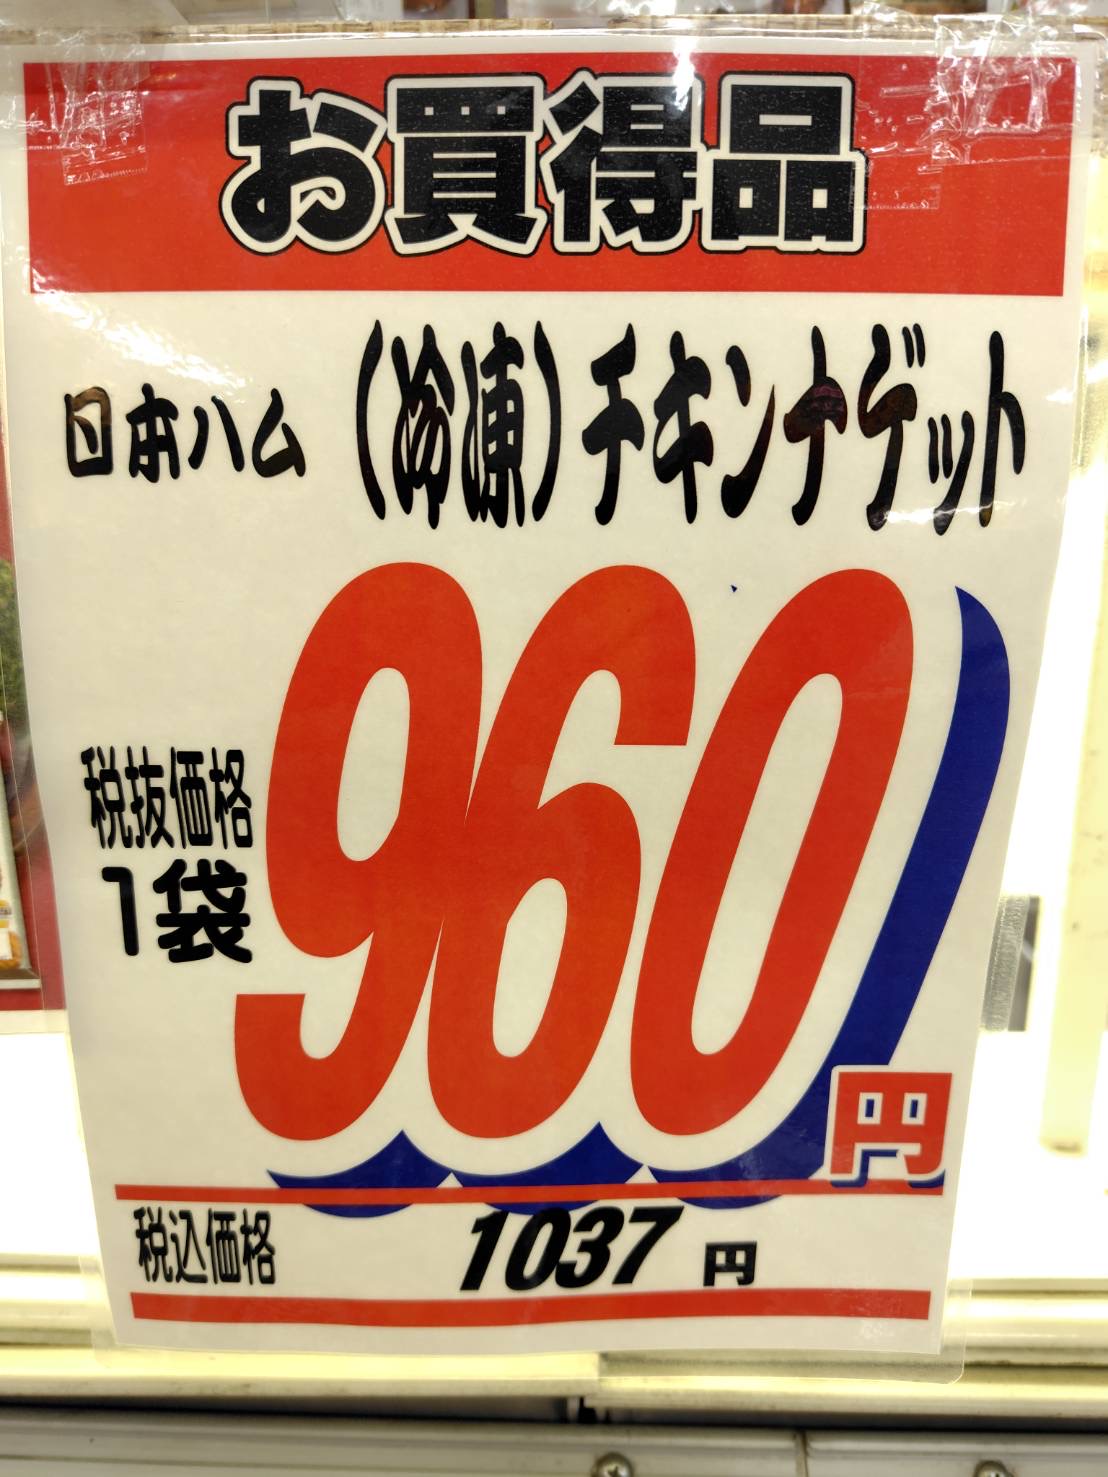 お買得品
日本ハム (冷凍)チキンナゲット
税抜価格
1袋
960円
税込価格 1037円